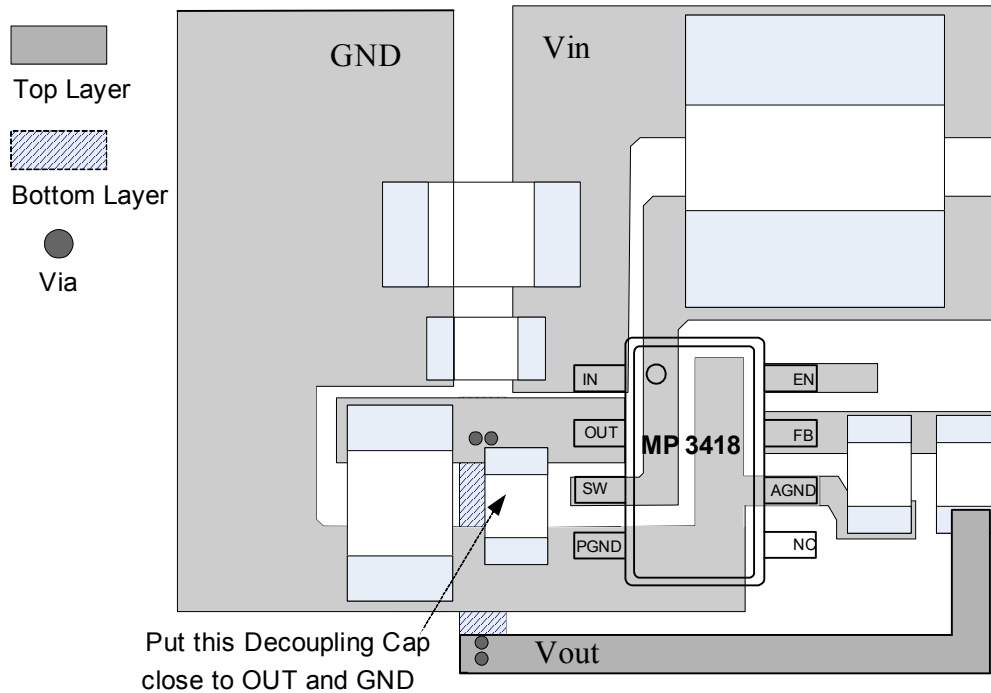 GND
Vin
Top Layer
Bottom Layer
Via
IN
EN
OUT
MP 3418
FB
SW
AGND
PGND
NC
Put this Decoupling Cap
close to OUT and GND
Vout